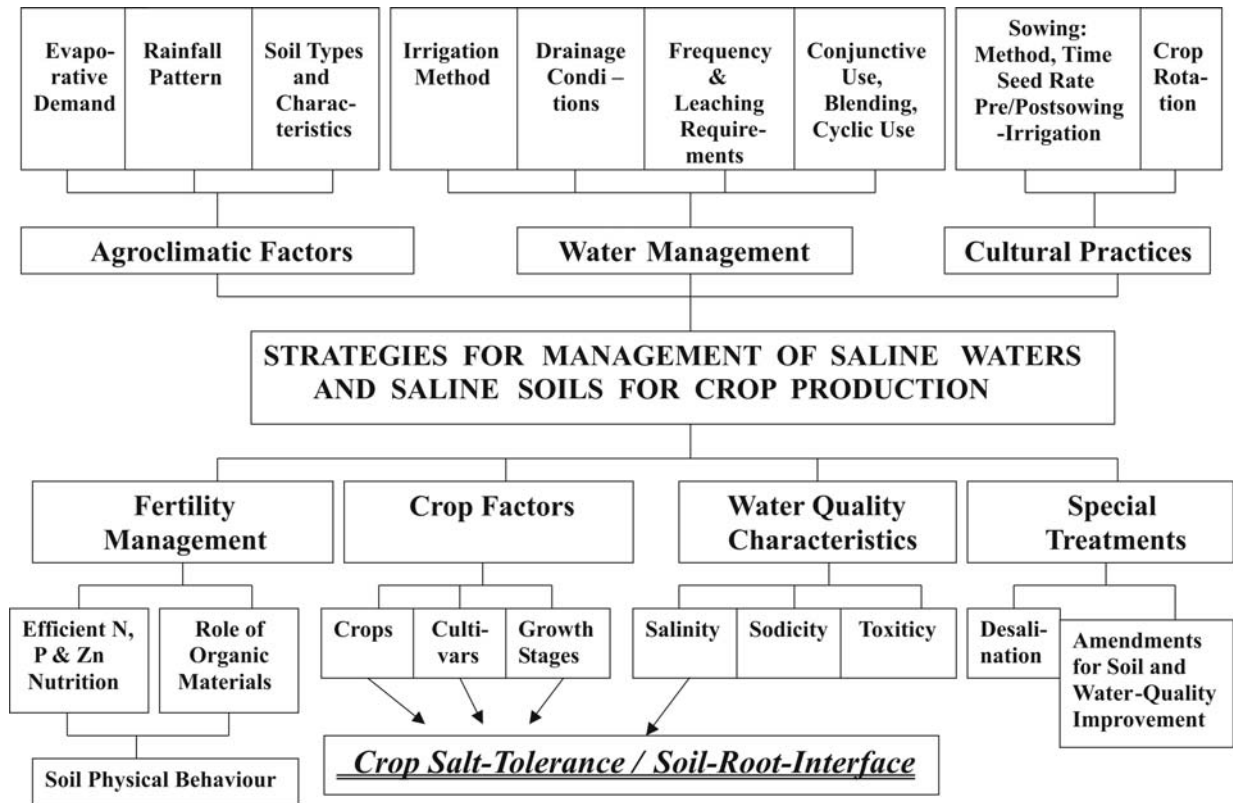 Evapo-
rative
Demand
Rainfall
Pattern
Soil Types
and
Charac-
teristics
Irrigation
Method
Drainage
Condi –
tions
Frequency
&
Leaching
Require-
ments
Conjunctive
Use,
Blending,
Cyclic Use
Sowing:
Method, Time
Seed Rate
Pre/Postsowing
-Irrigation
Crop
Rota-
tion
Agroclimatic Factors
Water Management
Cultural Practices
STRATEGIES FOR MANAGEMENT OF SALINE WATERS
AND SALINE SOILS FOR CROP PRODUCTION
Fertility
Management
Crop Factors
Water Quality
Characteristics
Special
Treatments
Efficient N,
P & Zn
Nutrition
Role of
Organic
Materials
Crops
Culti-
vars
Growth
Stages
Salinity
Sodicity
Toxiticy
Desali-
nation
Amendments
for Soil and
Water-Quality
Improvement
Soil Physical Behaviour
Crop Salt-Tolerance / Soil-Root-Interface